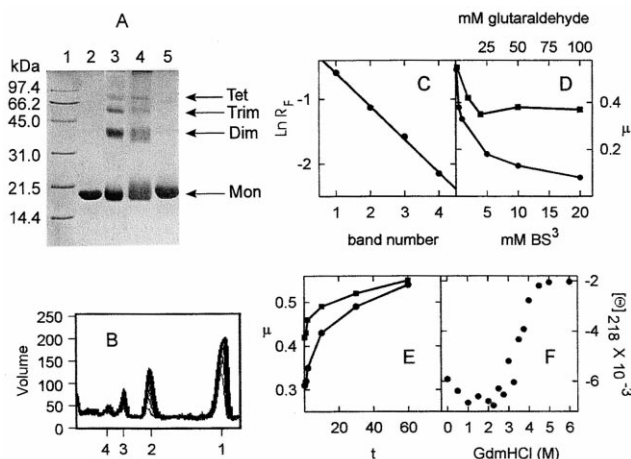 A
1 2 3 4 5
kDa
97.4
66.2
45.0
31.0
21.5
14.4
Tet
Trim
Dim
Mon
mM glutaraldehyde
25 50 75 100
C
D
Ln R_F
-1
-2
1 2 3 4
band number
0.4
0.2
μ
5 10 15 20
mM BS³
B
Volume
250
200
150
100
50
0
4 3 2 1
E
μ
0.5
0.4
0.3
20 40 60
t
F
-2
-4
-6
[Θ]218 X 10⁻³
0 1 2 3 4 5 6
GdmHCl (M)